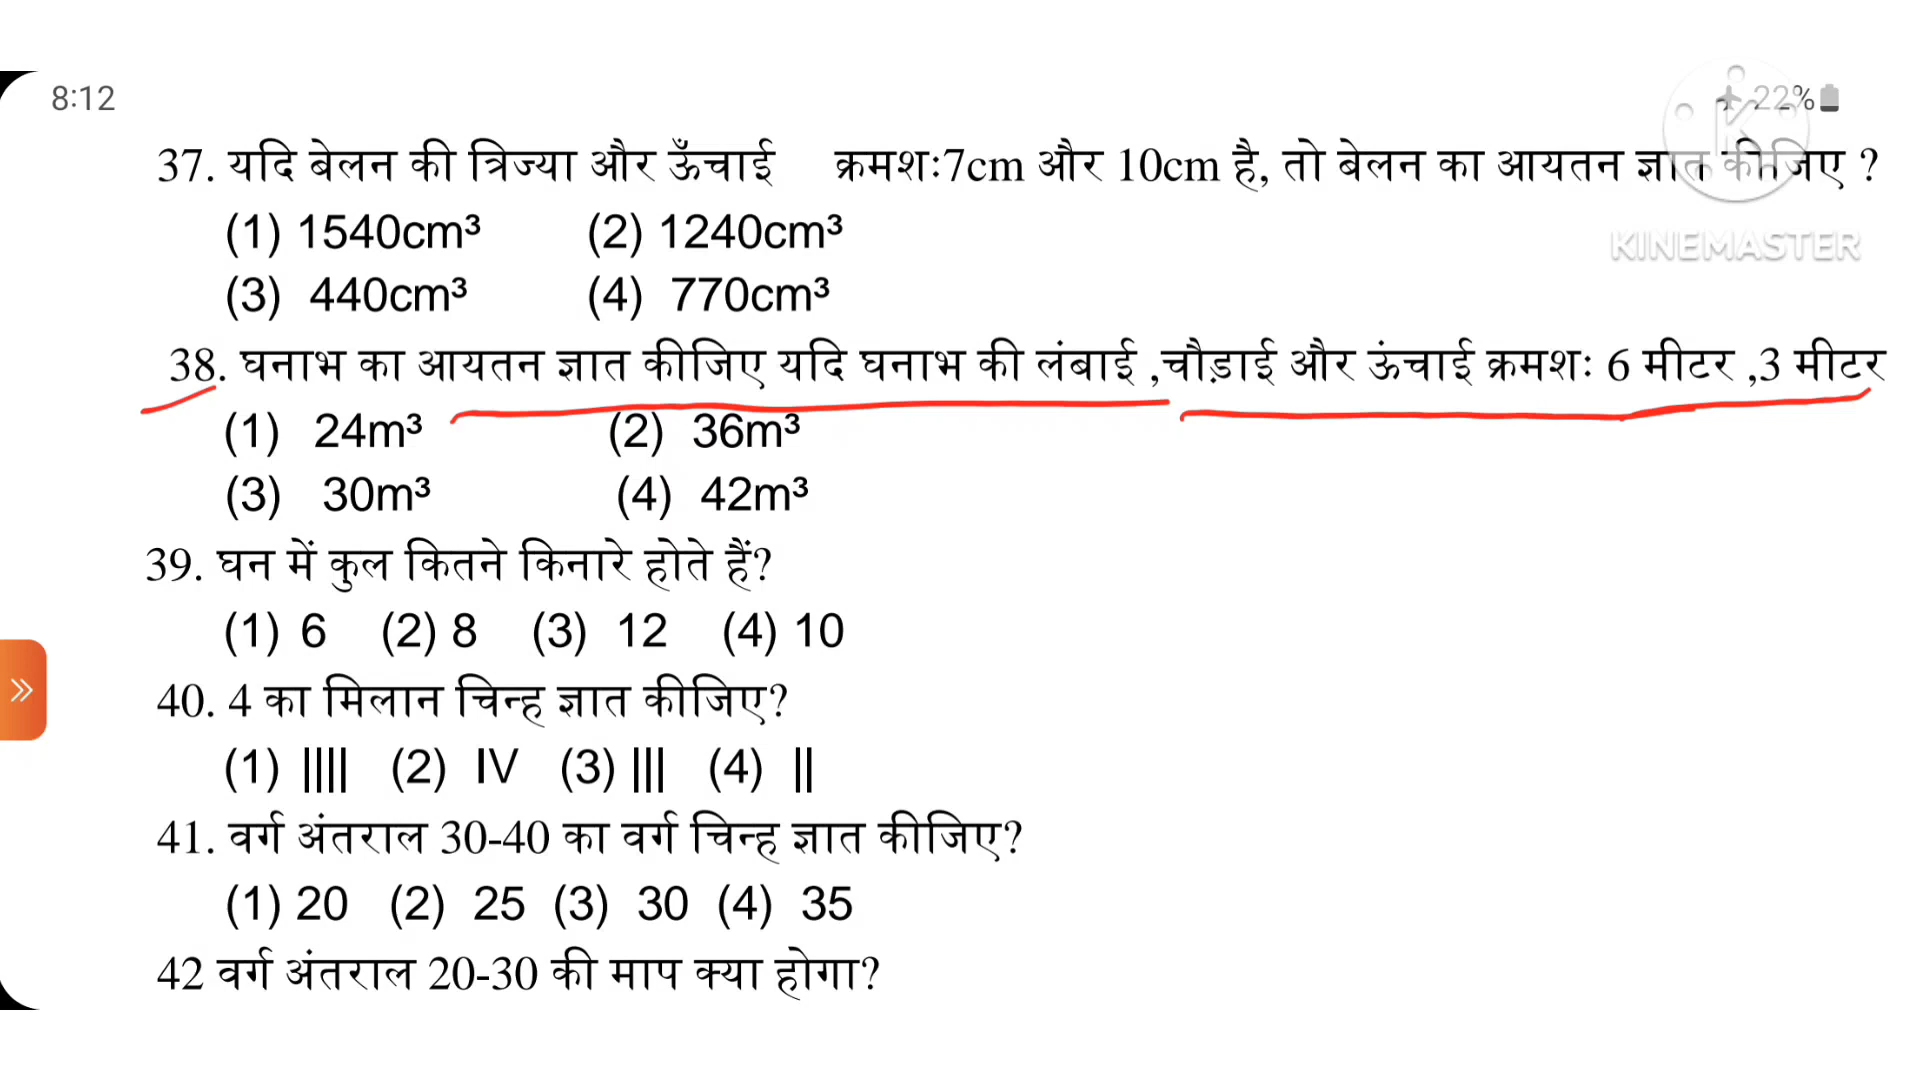 8:12
22%
37. यदि बेलन की त्रिज्या और ऊँचाई क्रमश:7cm और 10cm है, तो बेलन का आयतन ज्ञात कीजिए ?
(1) 1540cm³ (2) 1240cm³
KINEMASTER
(3) 440cm³ (4) 770cm³
38. घनाभ का आयतन ज्ञात कीजिए यदि घनाभ की लंबाई ,चौड़ाई और ऊंचाई क्रमशः 6 मीटर ,3 मीटर
(1) 24m³ (2) 36m³
(3) 30m³ (4) 42m³
39. घन में कुल कितने किनारे होते हैं?
(1) 6 (2) 8 (3) 12 (4) 10
40. 4 का मिलान चिन्ह ज्ञात कीजिए?
(1) |||| (2) IV (3) ||| (4) ||
41. वर्ग अंतराल 30-40 का वर्ग चिन्ह ज्ञात कीजिए?
(1) 20 (2) 25 (3) 30 (4) 35
42 वर्ग अंतराल 20-30 की माप क्या होगा?